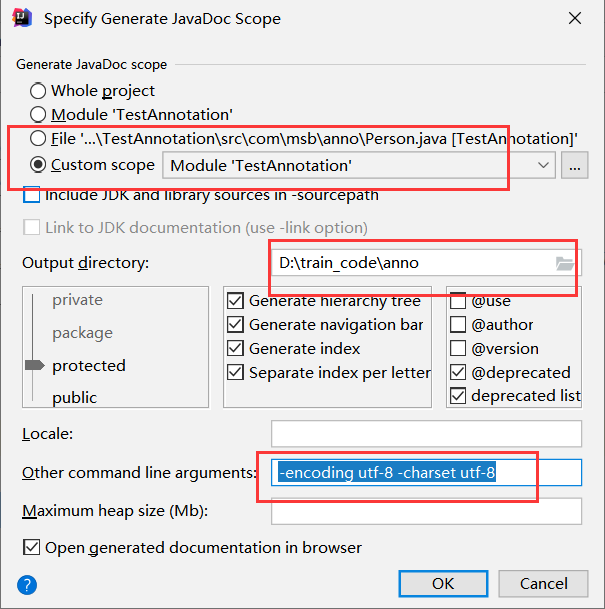 Specify Generate JavaDoc Scope
Generate JavaDoc scope
Whole project
Module 'TestAnnotation'
File '...\TestAnnotation\src\com\msb\anno\Person.java [TestAnnotation]'
Custom scope Module 'TestAnnotation' ...
Include JDK and library sources in -sourcepath
Link to JDK documentation (use -link option)
Output directory: D:\train_code\anno
private
package
protected
public
Generate hierarchy tree
Generate navigation bar
Generate index
Separate index per letter
@use
@author
@version
@deprecated
deprecated list
Locale:
Other command line arguments: -encoding utf-8 -charset utf-8
Maximum heap size (Mb):
Open generated documentation in browser
? OK Cancel